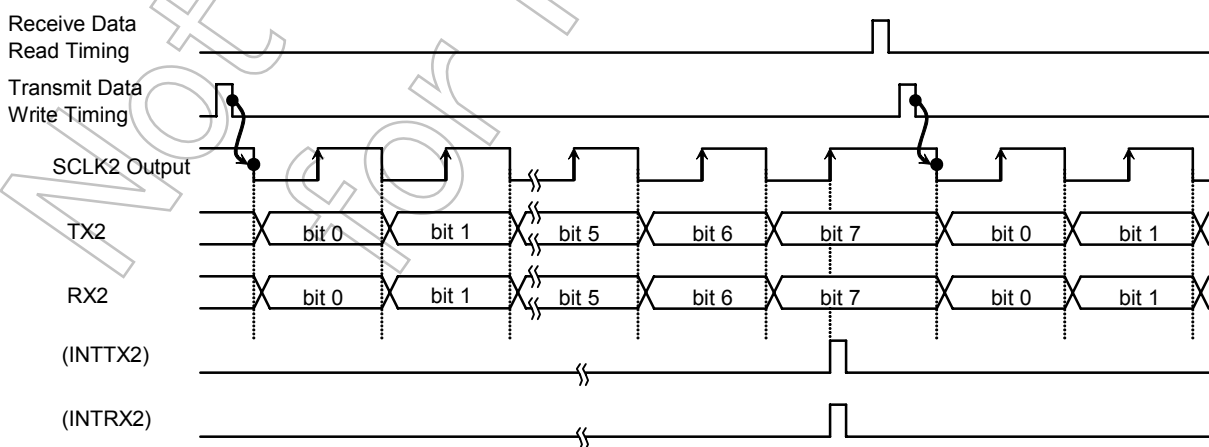 Receive Data
Read Timing
Transmit Data
Write Timing
SCLK2 Output
TX2 bit 0 bit 1 bit 5 bit 6 bit 7 bit 0 bit 1
RX2 bit 0 bit 1 bit 5 bit 6 bit 7 bit 0 bit 1
(INTTX2)
(INTRX2)
Not
for